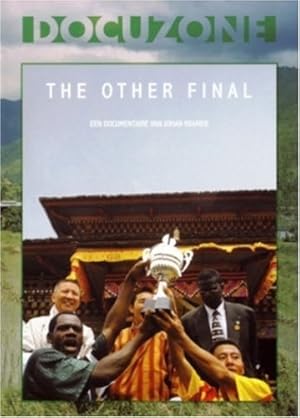 DOCUZONE
THE OTHER FINAL
EEN DOCUMENTAIRE VAN JOHAN KRAMER